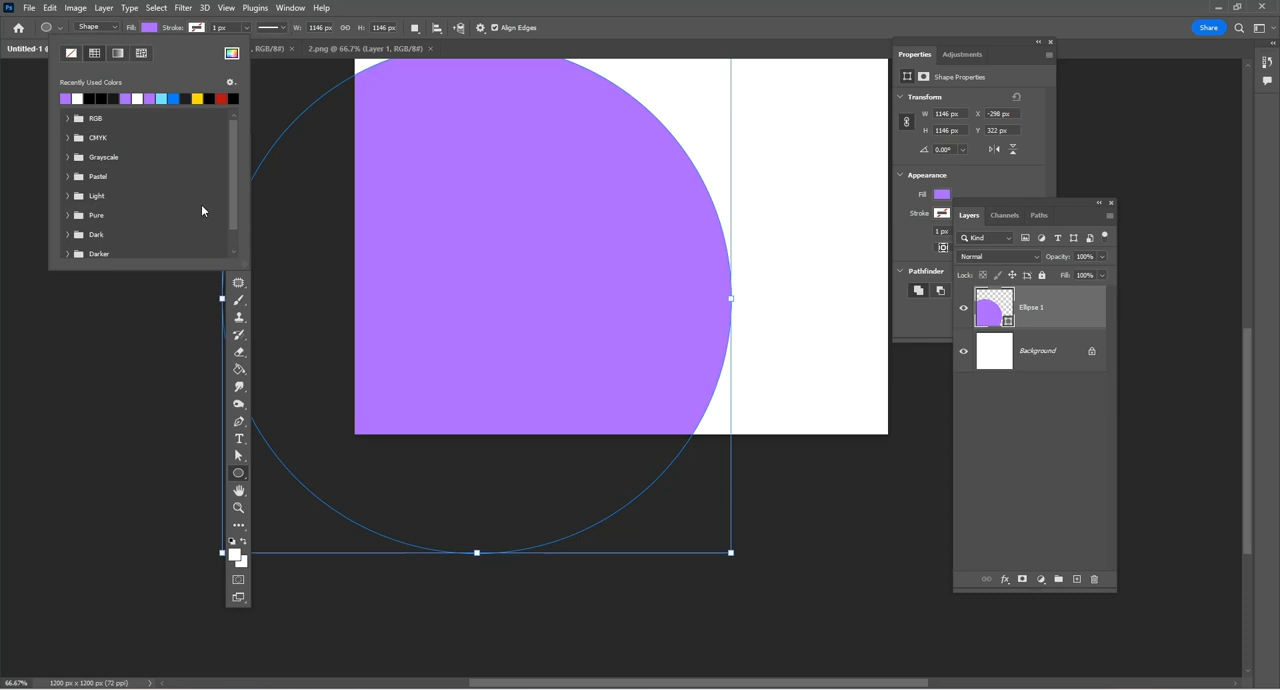 Ps File Edit Image Layer Type Select Filter 3D View Plugins Window Help
Shape Fill: Stroke: 1 px W: 1146 px H: 1146 px Align Edges Share
Untitled-1 @ , RGB/8#) × 2.png @ 66.7% (Layer 1, RGB/8#) ×
Recently Used Colors
RGB
CMYK
Grayscale
Pastel
Light
Pure
Dark
Darker
Properties Adjustments
Shape Properties
Transform
W 1146 px X -298 px
H 1146 px Y 322 px
0.00°
Appearance
Fill
Stroke
1 px
Pathfinder
Layers Channels Paths
Kind
Normal Opacity: 100%
Lock: Fill: 100%
Ellipse 1
Background
fx
66.67% 1200 px x 1200 px (72 ppi)